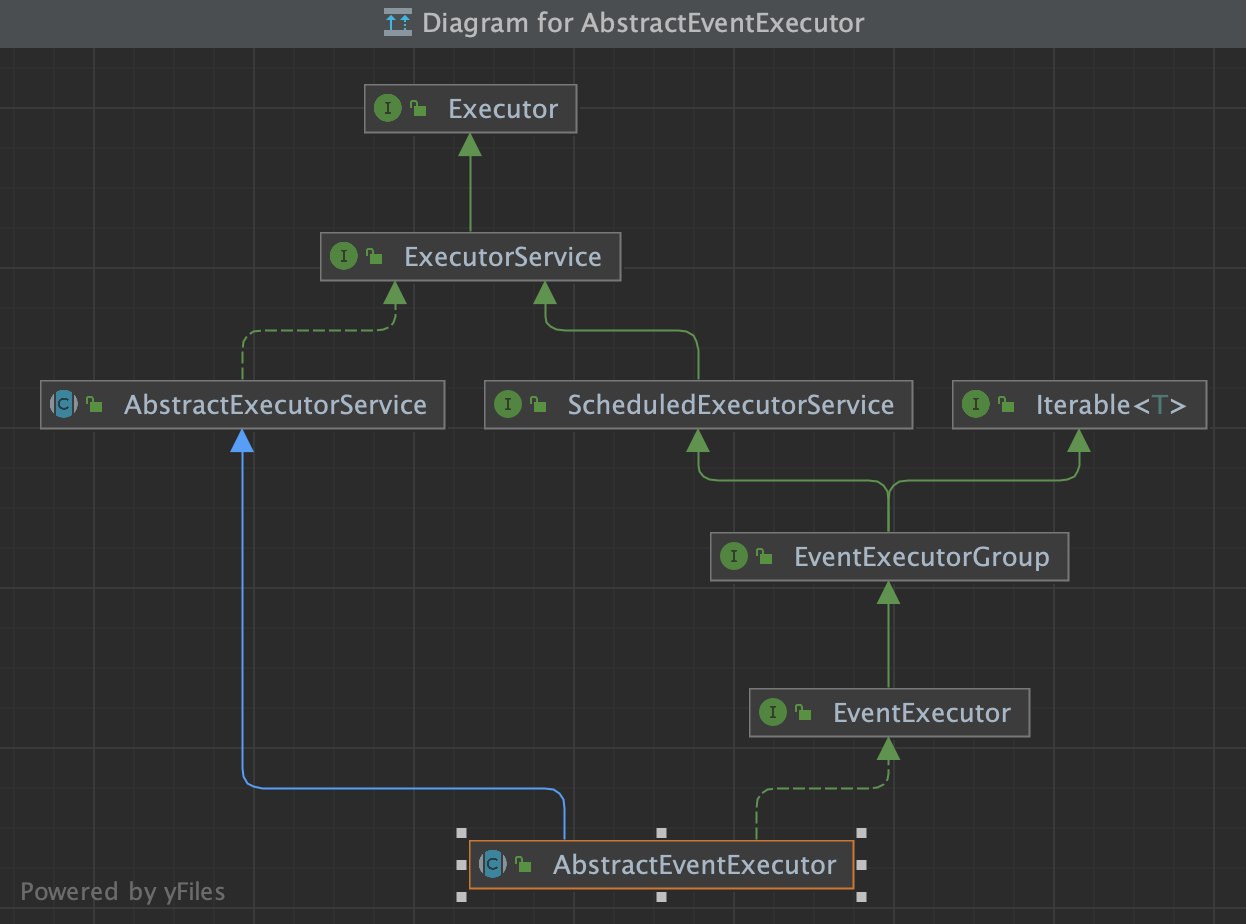 Diagram for AbstractEventExecutor
I Executor
I ExecutorService
C AbstractExecutorService
I ScheduledExecutorService
I Iterable<T>
I EventExecutorGroup
I EventExecutor
C AbstractEventExecutor
Powered by yFiles